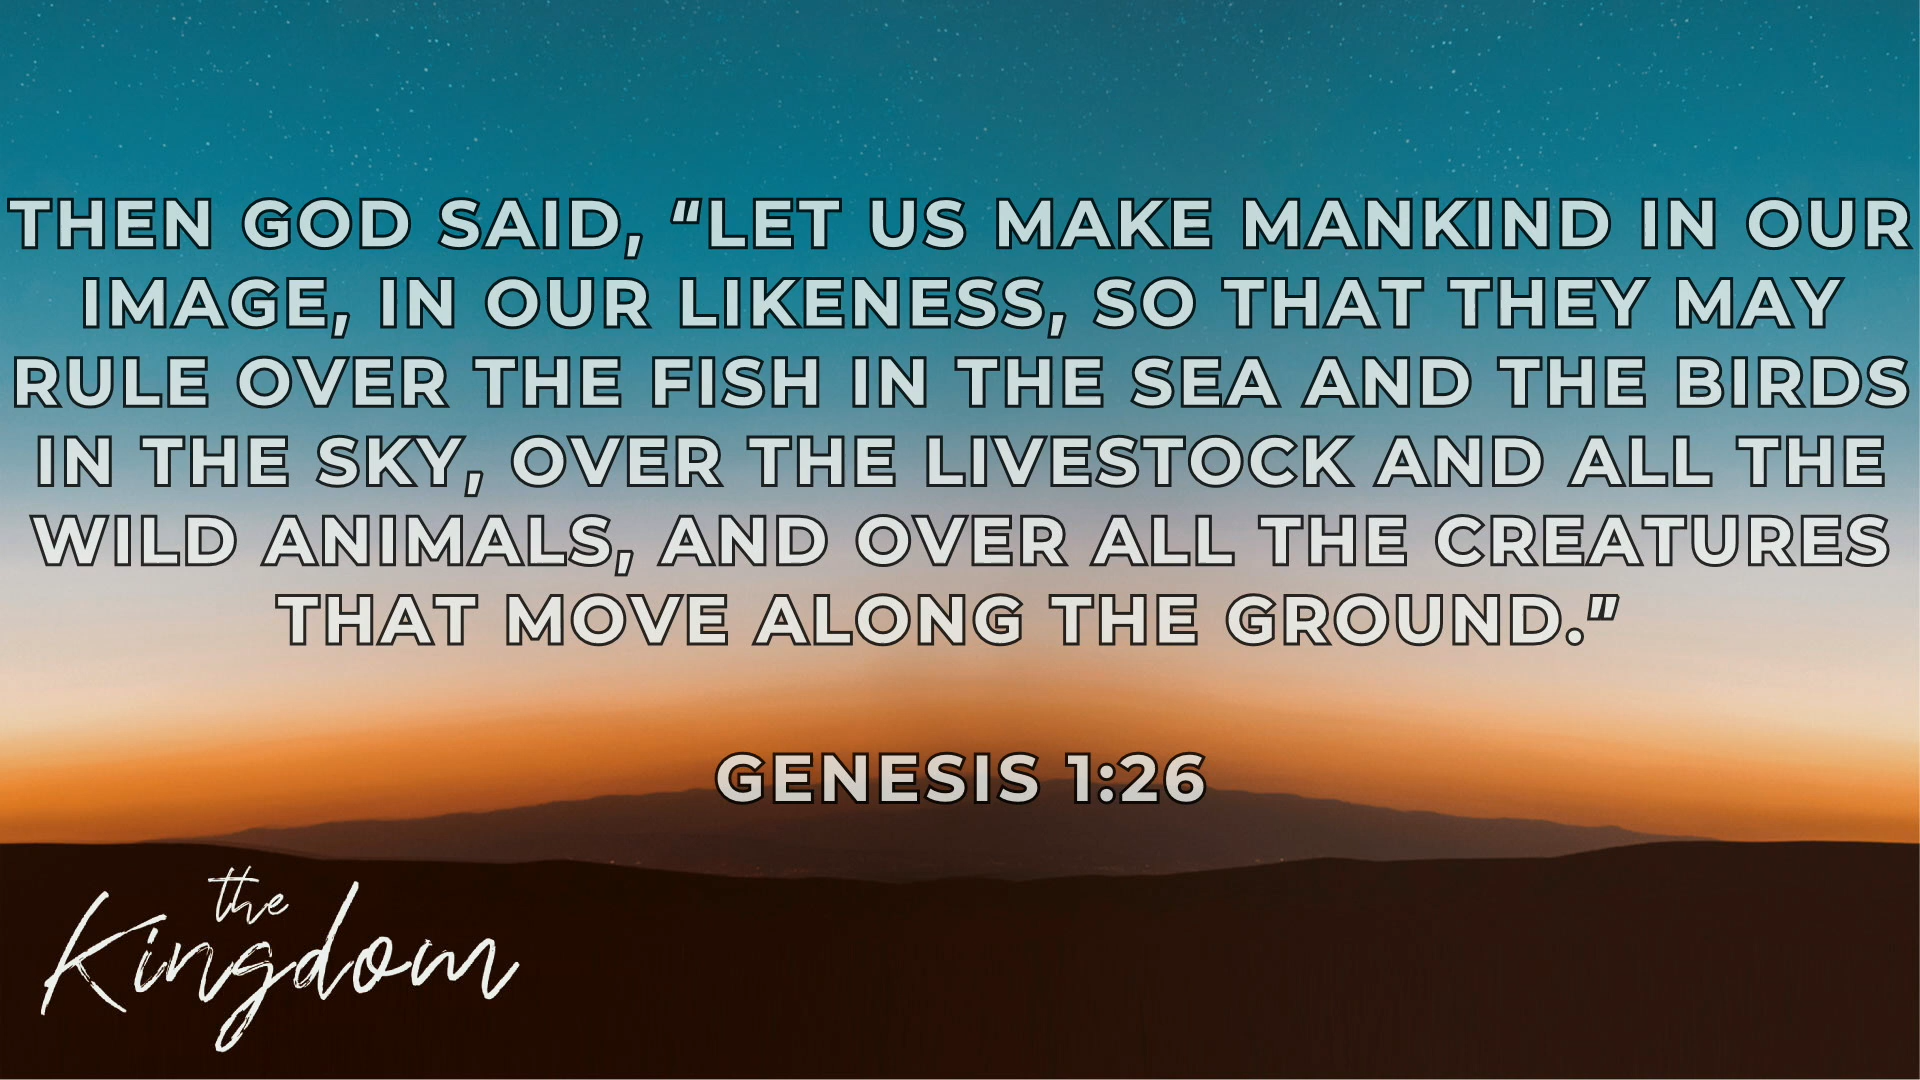 THEN GOD SAID, “LET US MAKE MANKIND IN OUR
IMAGE, IN OUR LIKENESS, SO THAT THEY MAY
RULE OVER THE FISH IN THE SEA AND THE BIRDS
IN THE SKY, OVER THE LIVESTOCK AND ALL THE
WILD ANIMALS, AND OVER ALL THE CREATURES
THAT MOVE ALONG THE GROUND.”
GENESIS 1:26
the
Kingdom